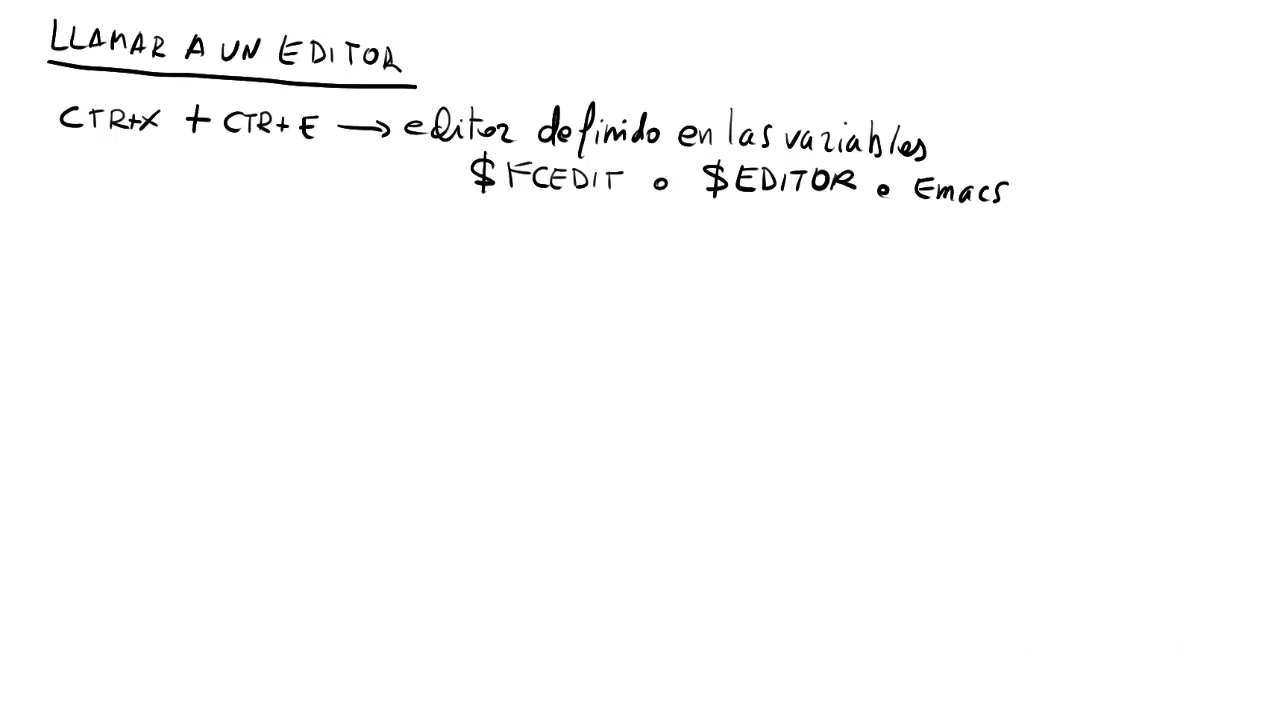 LLAMAR A UN EDITOR
CTR+X + CTR+E → editor definido en las variables
$FCEDIT o $EDITOR o Emacs